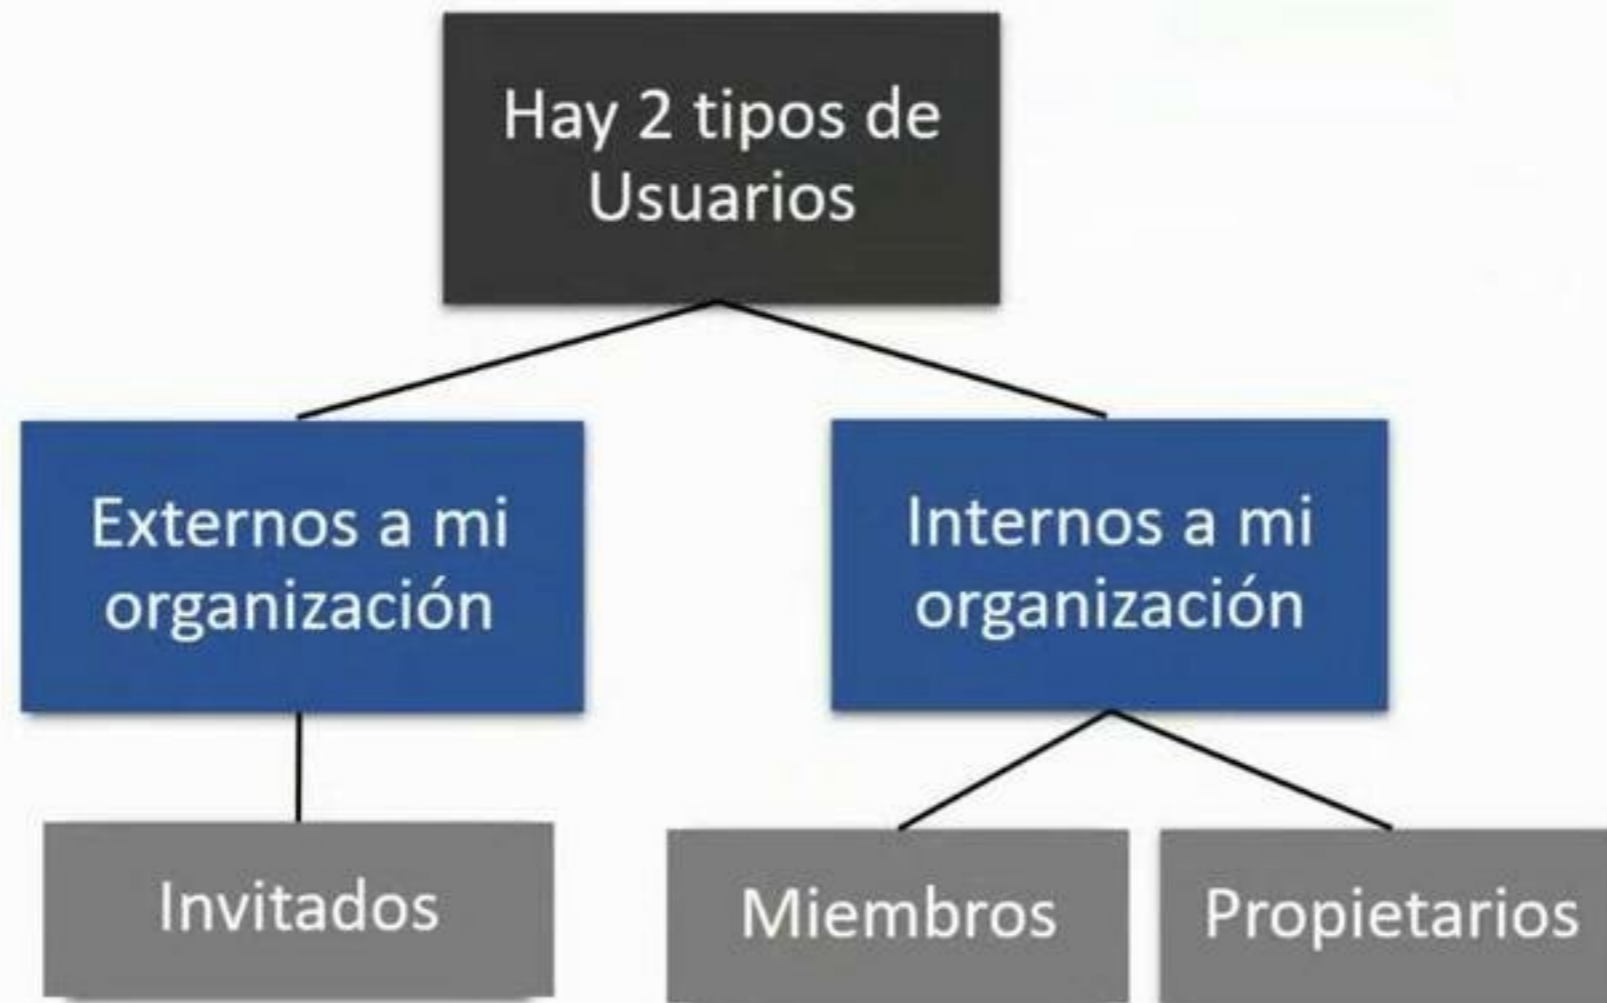 Hay 2 tipos de
Usuarios
Externos a mi
organización
Internos a mi
organización
Invitados
Miembros
Propietarios